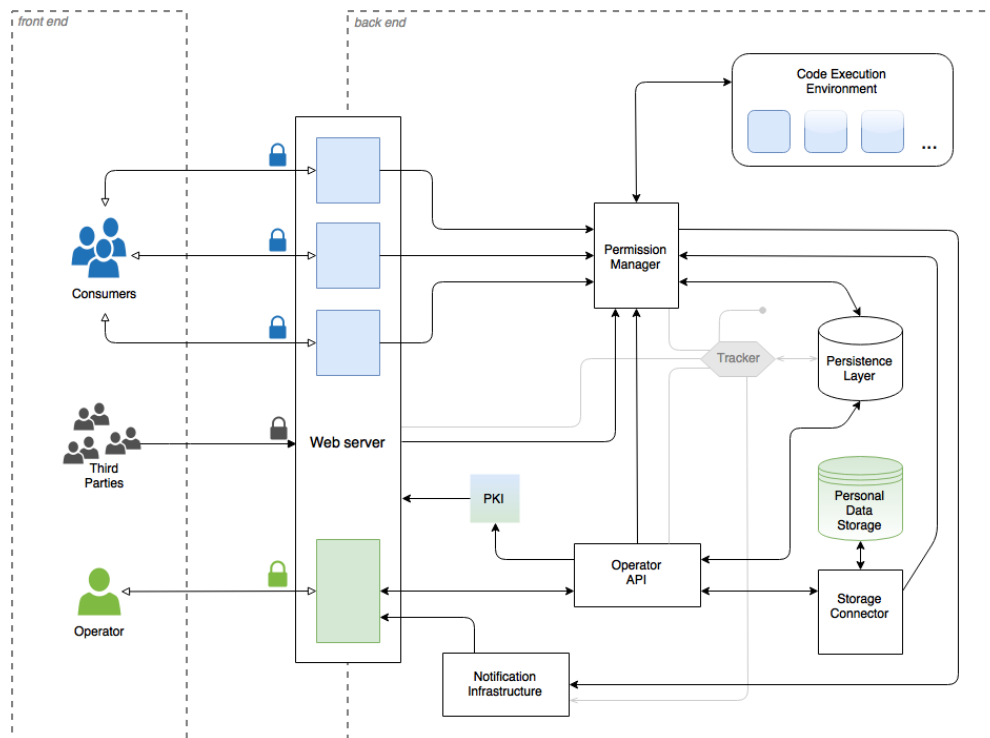 front end
back end
Code Execution
Environment
...
Permission
Manager
Consumers
Tracker
Persistence
Layer
Third
Parties
Web server
PKI
Personal
Data
Storage
Operator
API
Operator
Storage
Connector
Notification
Infrastructure